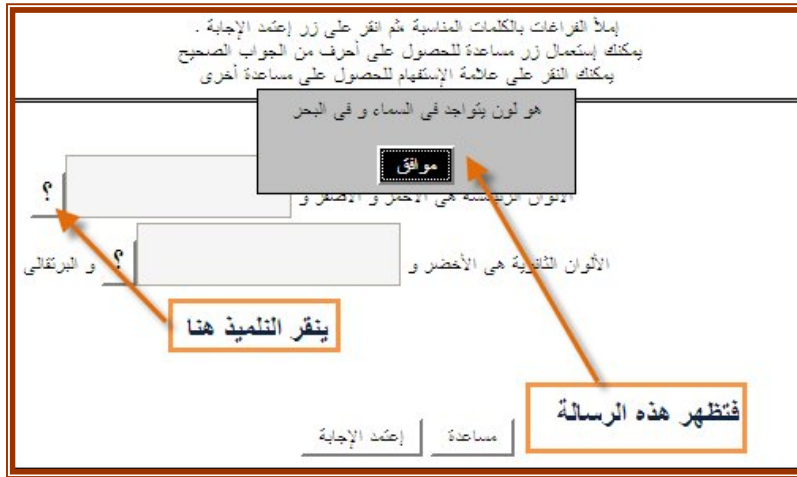 إملأ الفراغات بالكلمات المناسبة ،ثم انقر على زر إعتمد الإجابة .
يمكنك إستعمال زر مساعدة للحصول على أحرف من الجواب الصحيح
يمكنك النقر على علامة الإستفهام للحصول على مساعدة أخرى
هو لون يتواجد في السماء و في البحر
موافق
الألوان الرئيسية هي الأحمر و الأصفر و ؟
الألوان الثانوية هي الأخضر و ؟ و البرتقالي
ينقر التلميذ هنا
فتظهر هذه الرسالة
مساعدة إعتمد الإجابة